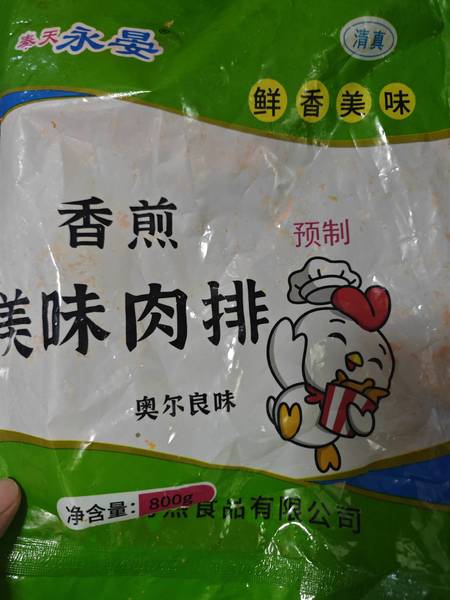 秦天永晏
清真
鲜香美味
香煎
预制
美味肉排
奥尔良味
净含量:800g
食品有限公司